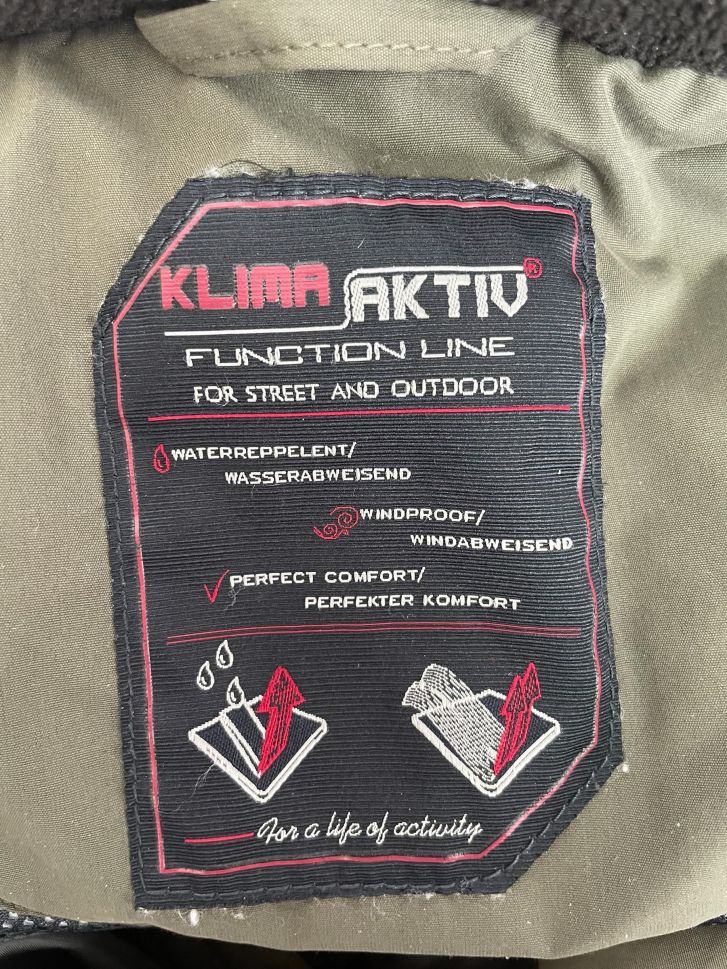 KLIMA AKTIV®
FUNCTION LINE
FOR STREET AND OUTDOOR
WATERREPPELENT/
WASSERABWEISEND
WINDPROOF/
WINDABWEISEND
PERFECT COMFORT/
PERFEKTER KOMFORT
For a life of activity